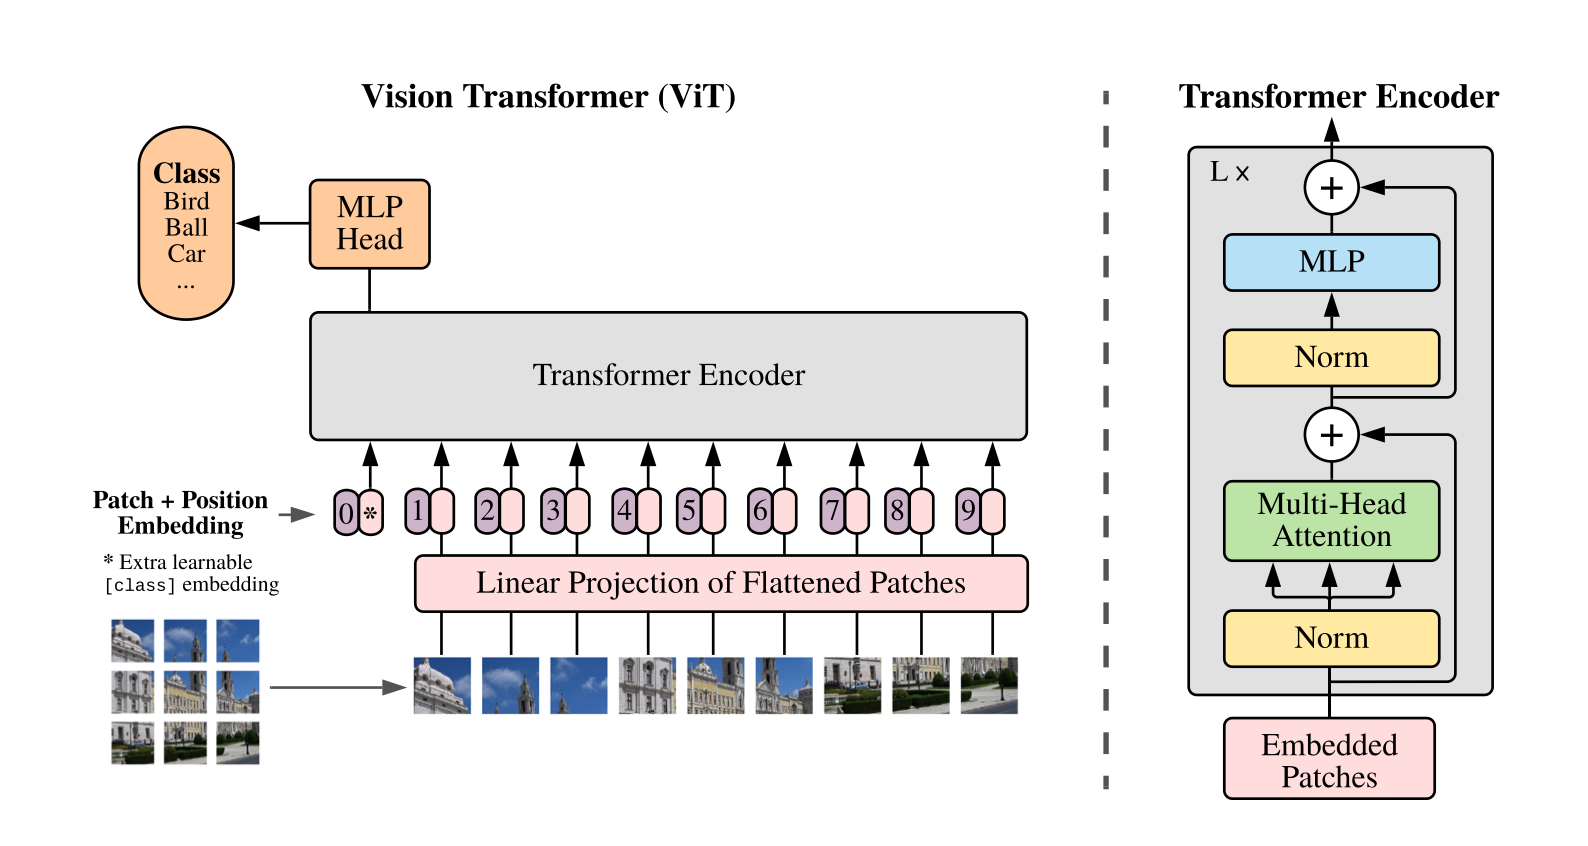 Vision Transformer (ViT)
Class
Bird
Ball
Car
...
MLP
Head
Transformer Encoder
Patch + Position
Embedding
* Extra learnable
[class] embedding
0 * 1 2 3 4 5 6 7 8 9
Linear Projection of Flattened Patches
Transformer Encoder
L ×
+
MLP
Norm
+
Multi-Head
Attention
Norm
Embedded
Patches